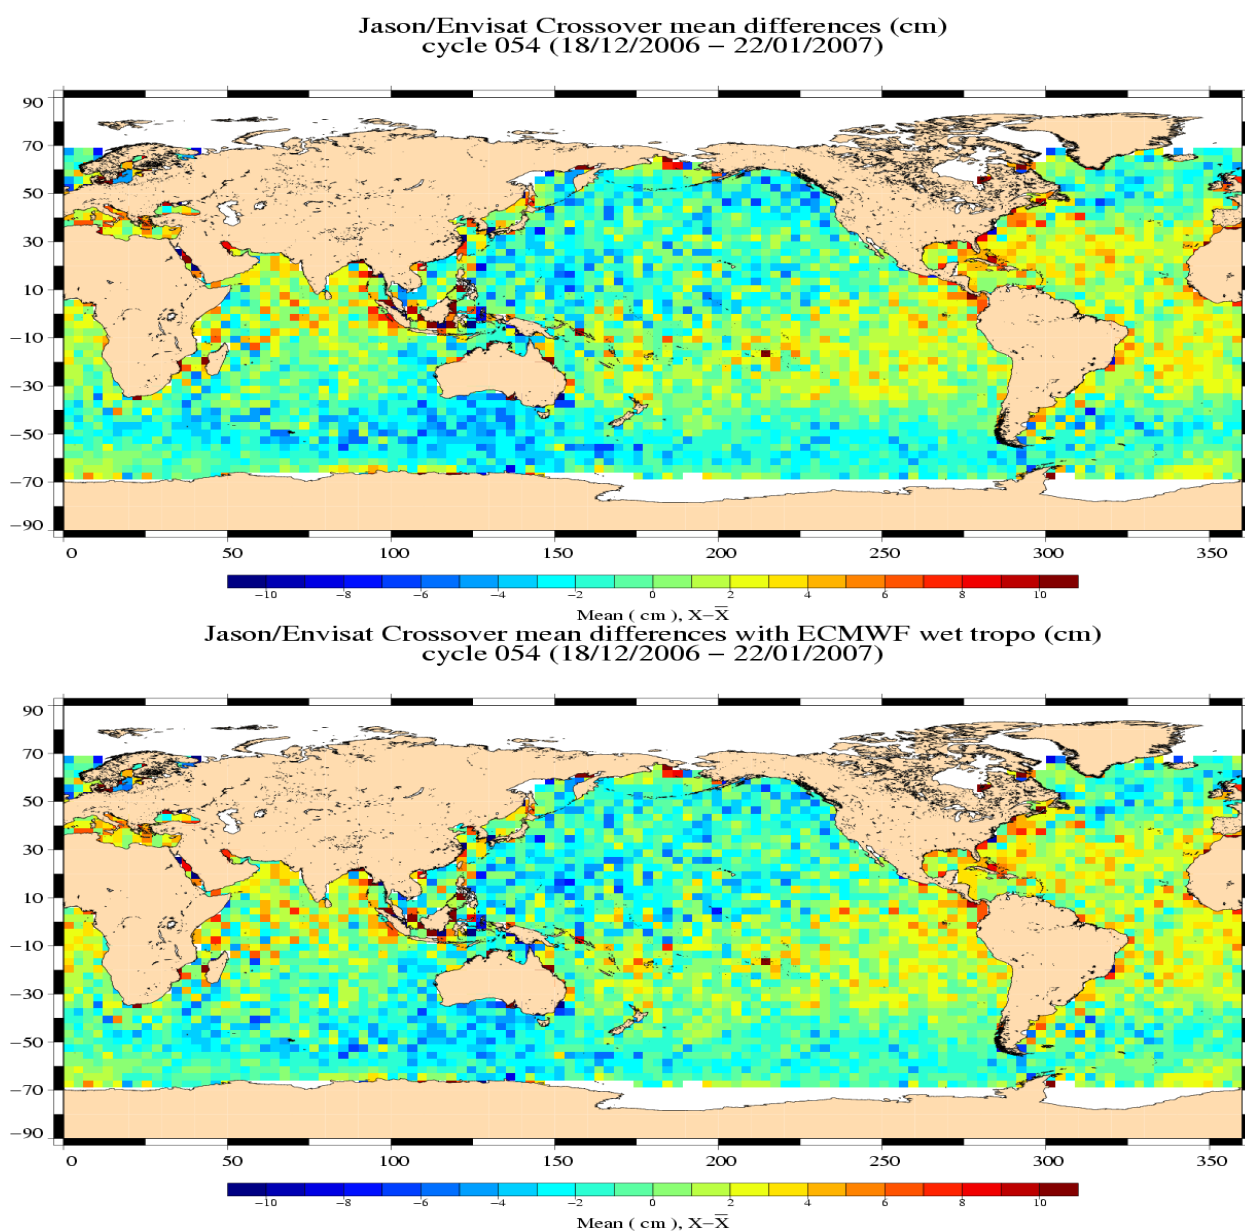 Jason/Envisat Crossover mean differences (cm)
cycle 054 (18/12/2006 – 22/01/2007)
90
70
50
30
10
−10
−30
−50
−70
−90
0 50 100 150 200 250 300 350
−10 −8 −6 −4 −2 0 2 4 6 8 10
Mean ( cm ), X−X̅
Jason/Envisat Crossover mean differences with ECMWF wet tropo (cm)
cycle 054 (18/12/2006 – 22/01/2007)
90
70
50
30
10
−10
−30
−50
−70
−90
0 50 100 150 200 250 300 350
−10 −8 −6 −4 −2 0 2 4 6 8 10
Mean ( cm ), X−X̅